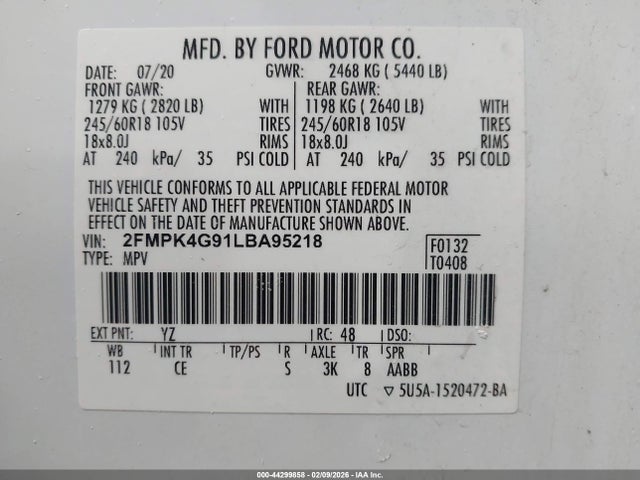 MFD. BY FORD MOTOR CO.
DATE: 07/20 GVWR: 2468 KG ( 5440 LB)
FRONT GAWR: REAR GAWR:
1279 KG ( 2820 LB) WITH 1198 KG ( 2640 LB) WITH
245/60R18 105V TIRES 245/60R18 105V TIRES
18x8.0J RIMS 18x8.0J RIMS
AT 240 kPa/ 35 PSI COLD AT 240 kPa/ 35 PSI COLD
THIS VEHICLE CONFORMS TO ALL APPLICABLE FEDERAL MOTOR
VEHICLE SAFETY AND THEFT PREVENTION STANDARDS IN
EFFECT ON THE DATE OF MANUFACTURE SHOWN ABOVE.
VIN: 2FMPK4G91LBA95218 F0132
TYPE: MPV T0408
EXT PNT: YZ RC: 48 DSO:
WB INT TR TP/PS R AXLE TR SPR
112 CE S 3K 8 AABB
UTC ▽ 5U5A-1520472-BA
000-44299858 - 02/09/2026 - IAA Inc.